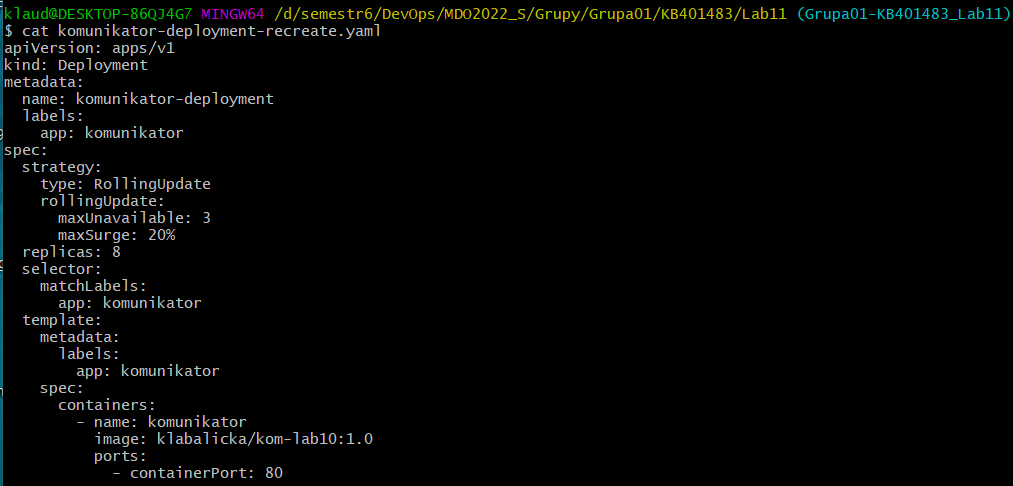 klaud@DESKTOP-86QJ4G7 MINGW64 /d/semestr6/DevOps/MDO2022_S/Grupy/Grupa01/KB401483/Lab11 (Grupa01-KB401483_Lab11)
$ cat komunikator-deployment-recreate.yaml
apiVersion: apps/v1
kind: Deployment
metadata:
  name: komunikator-deployment
  labels:
    app: komunikator
spec:
  strategy:
    type: RollingUpdate
    rollingUpdate:
      maxUnavailable: 3
      maxSurge: 20%
  replicas: 8
  selector:
    matchLabels:
      app: komunikator
  template:
    metadata:
      labels:
        app: komunikator
    spec:
      containers:
        - name: komunikator
          image: klabalicka/kom-lab10:1.0
          ports:
            - containerPort: 80